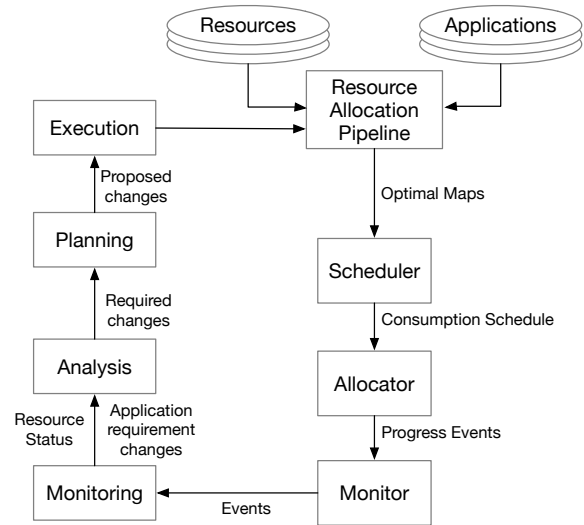 Resources
Applications
Resource
Allocation
Pipeline
Execution
Proposed
changes
Optimal Maps
Planning
Scheduler
Required
changes
Consumption Schedule
Analysis
Allocator
Resource
Status
Application
requirement
changes
Progress Events
Monitoring
Events
Monitor